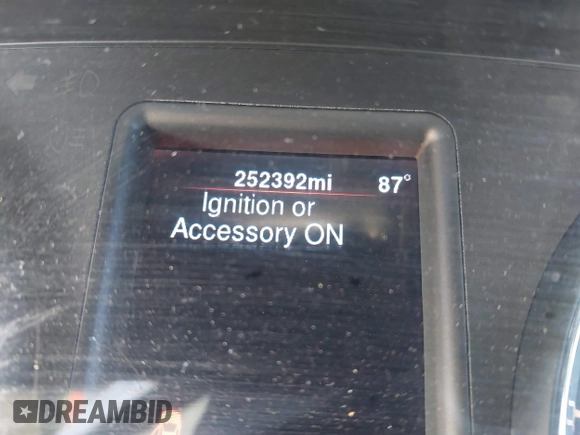 252392mi 87°
Ignition or
Accessory ON
DREAMBID